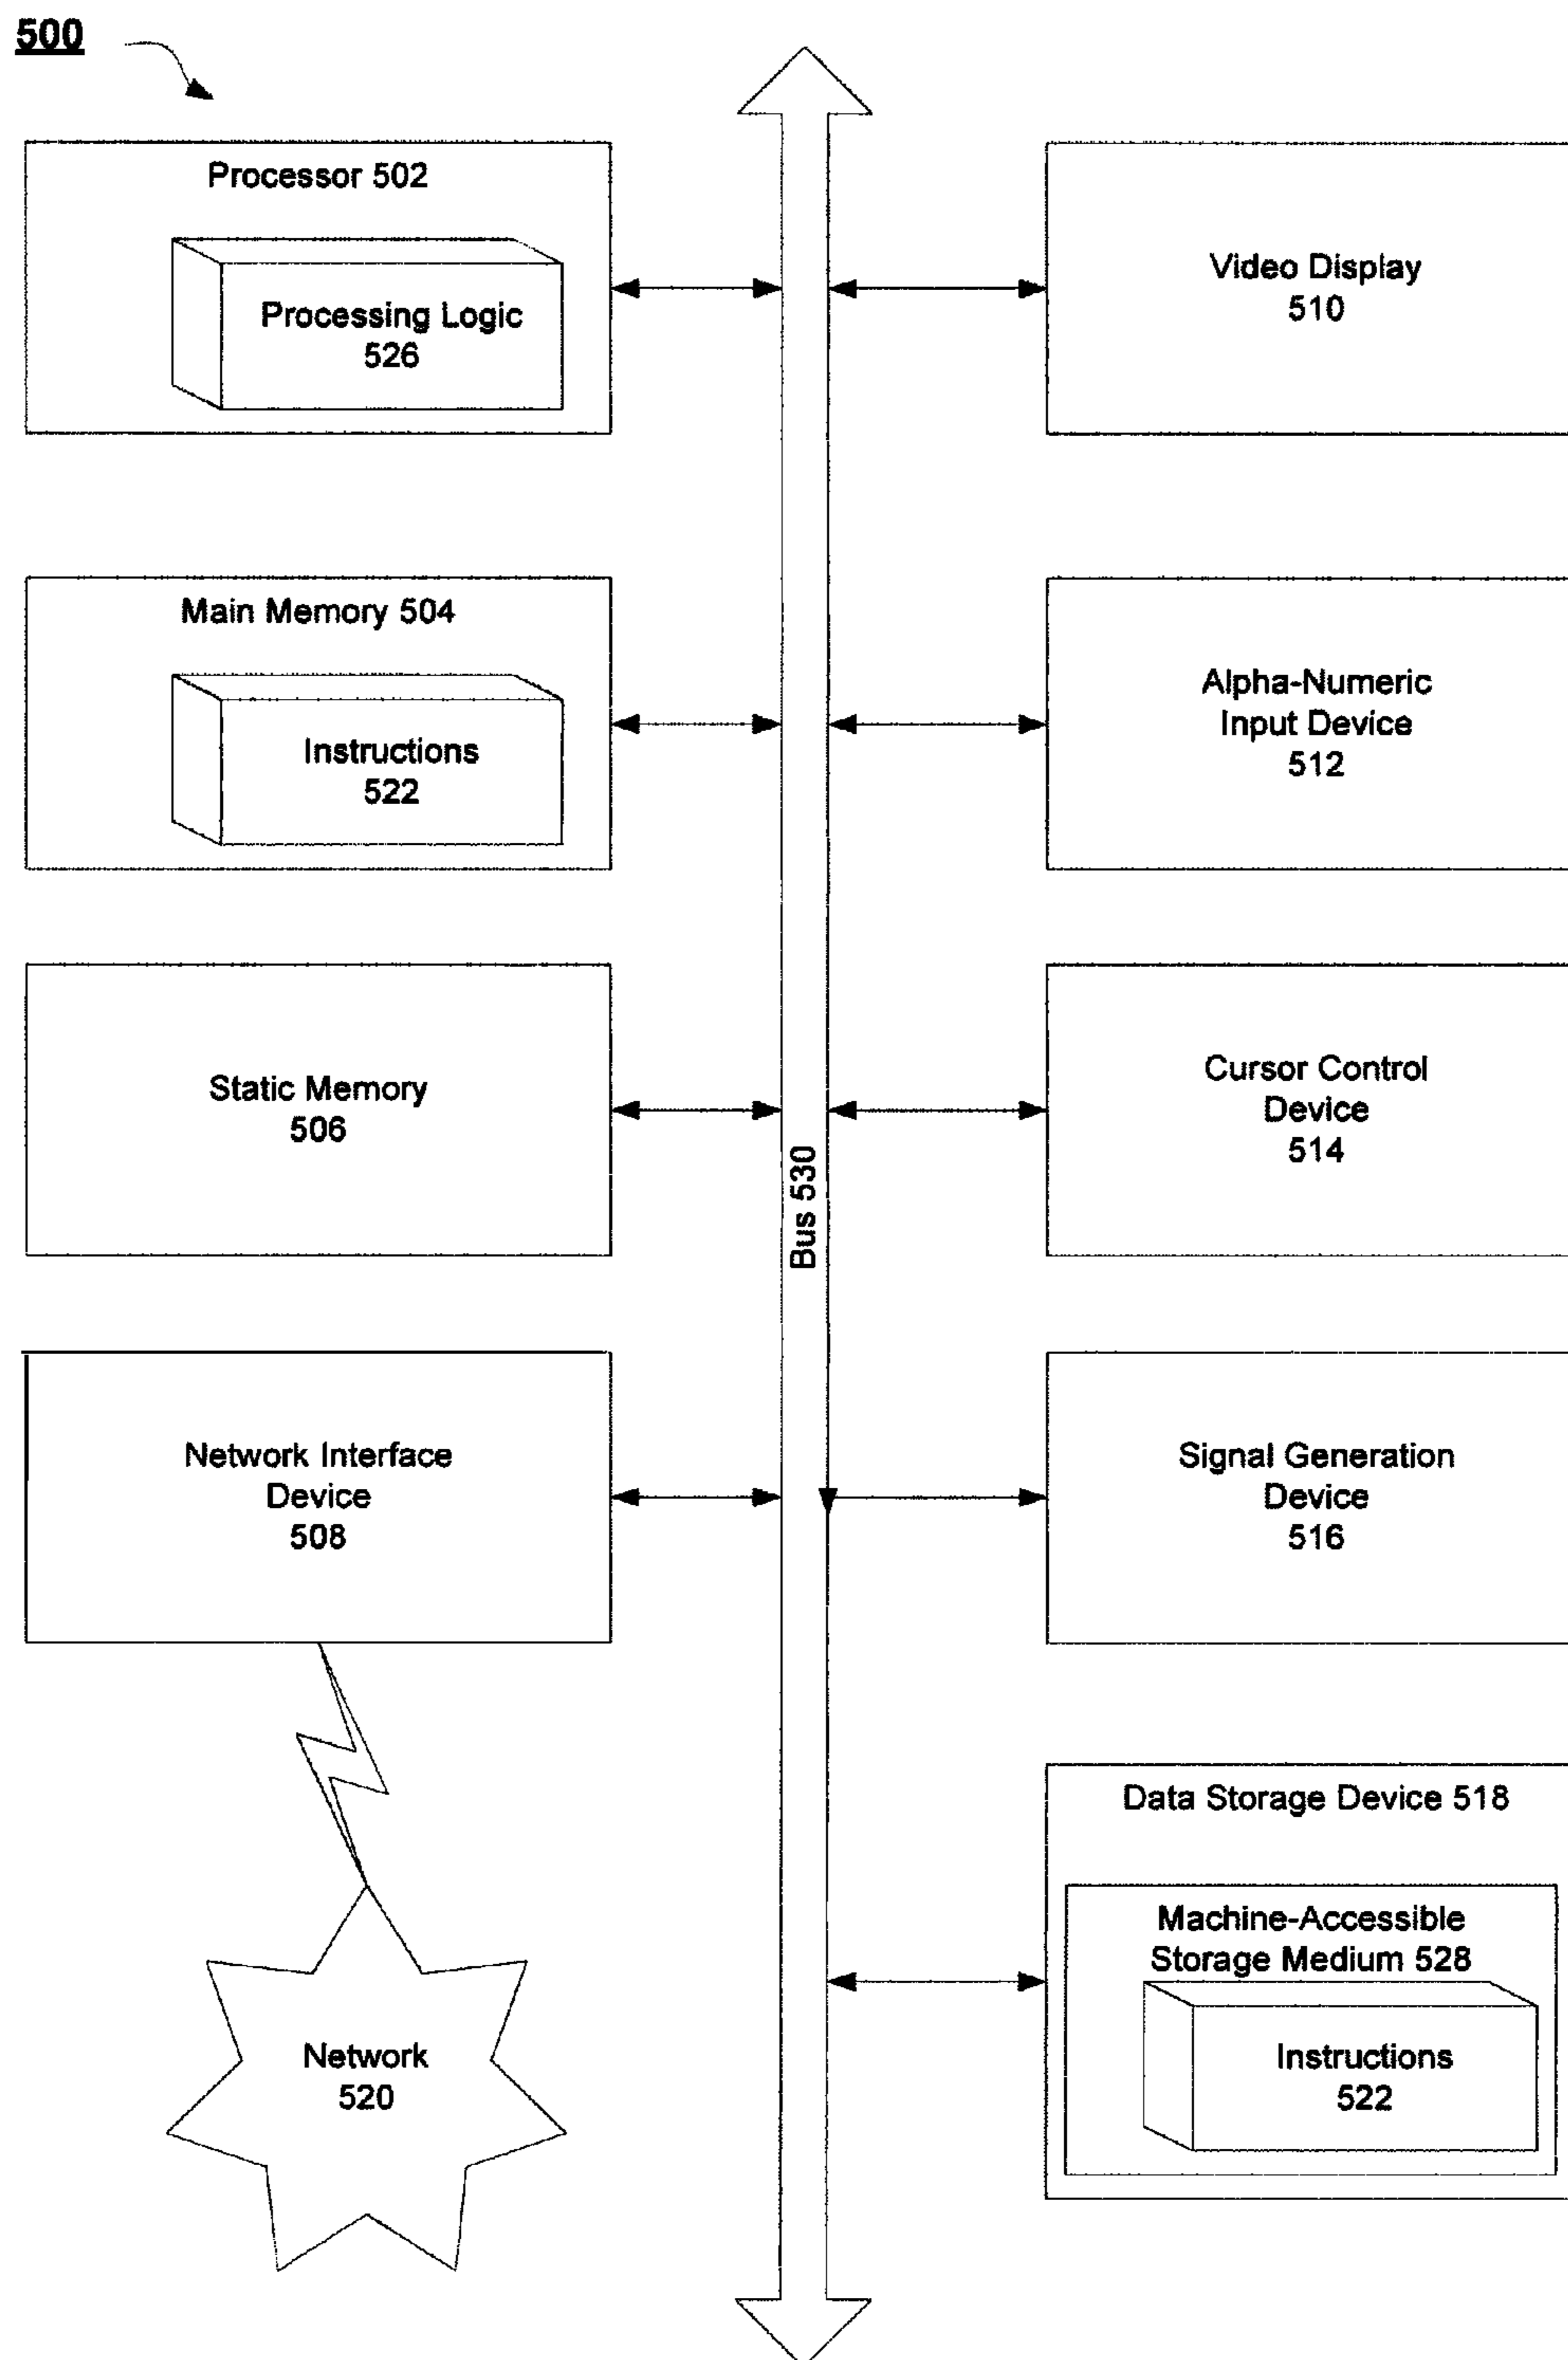 500
Processor 502
Processing Logic
526
Video Display
510
Main Memory 504
Instructions
522
Alpha-Numeric
Input Device
512
Static Memory
506
Cursor Control
Device
514
Bus 530
Network Interface
Device
508
Signal Generation
Device
516
Data Storage Device 518
Machine-Accessible
Storage Medium 528
Instructions
522
Network
520